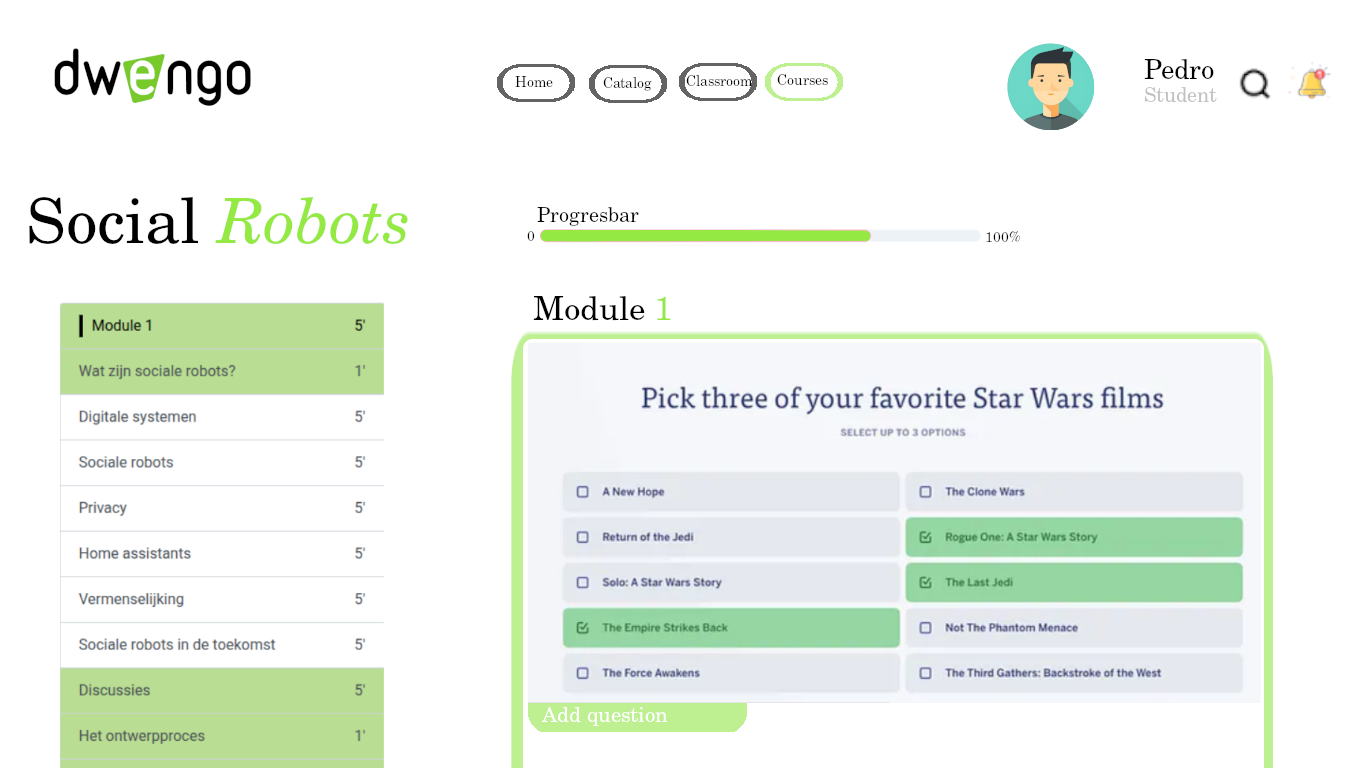 dwengo
Home
Catalog
Classroom
Courses
Pedro
Student
Social Robots
Progresbar
0
100%
Module 1 5'
Wat zijn sociale robots? 1'
Digitale systemen 5'
Sociale robots 5'
Privacy 5'
Home assistants 5'
Vermenselijking 5'
Sociale robots in de toekomst 5'
Discussies 5'
Het ontwerpproces 1'
Module 1
Pick three of your favorite Star Wars films
SELECT UP TO 3 OPTIONS
A New Hope
The Clone Wars
Return of the Jedi
Rogue One: A Star Wars Story
Solo: A Star Wars Story
The Last Jedi
The Empire Strikes Back
Not The Phantom Menace
The Force Awakens
The Third Gathers: Backstroke of the West
Add question